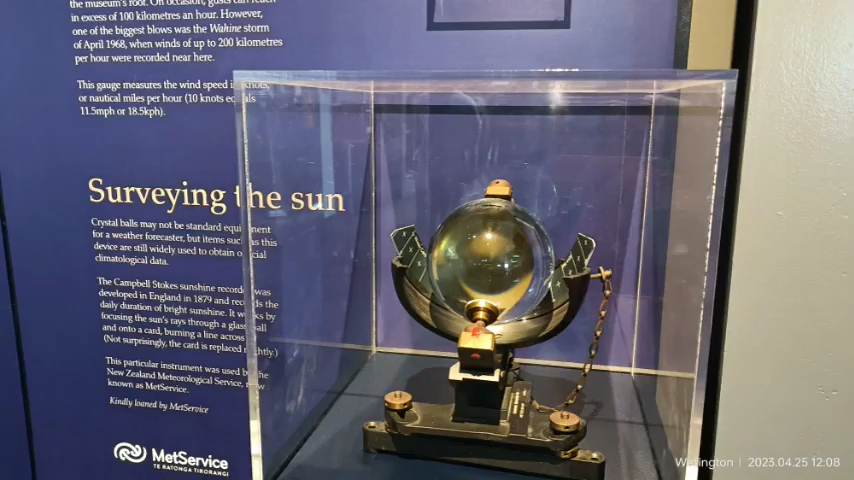 the museum's roof. On occasion, gusts can reach
in excess of 100 kilometres an hour. However,
one of the biggest blows was the Wahine storm
of April 1968, when winds of up to 200 kilometres
per hour were recorded near here.
This gauge measures the wind speed in knots,
or nautical miles per hour (10 knots equals
11.5mph or 18.5kph).
Surveying the sun
Crystal balls may not be standard equipment
for a weather forecaster, but items such as this
device are still widely used to obtain official
climatological data.
The Campbell Stokes sunshine recorder was
developed in England in 1879 and records the
daily duration of bright sunshine. It works by
focusing the sun's rays through a glass ball
and onto a card, burning a line across it.
(Not surprisingly, the card is replaced nightly.)
This particular instrument was used by the
New Zealand Meteorological Service, now
known as MetService.
Kindly loaned by MetService
MetService
TE RATONGA TIRORANGI
Wellington | 2023.04.25 12:08